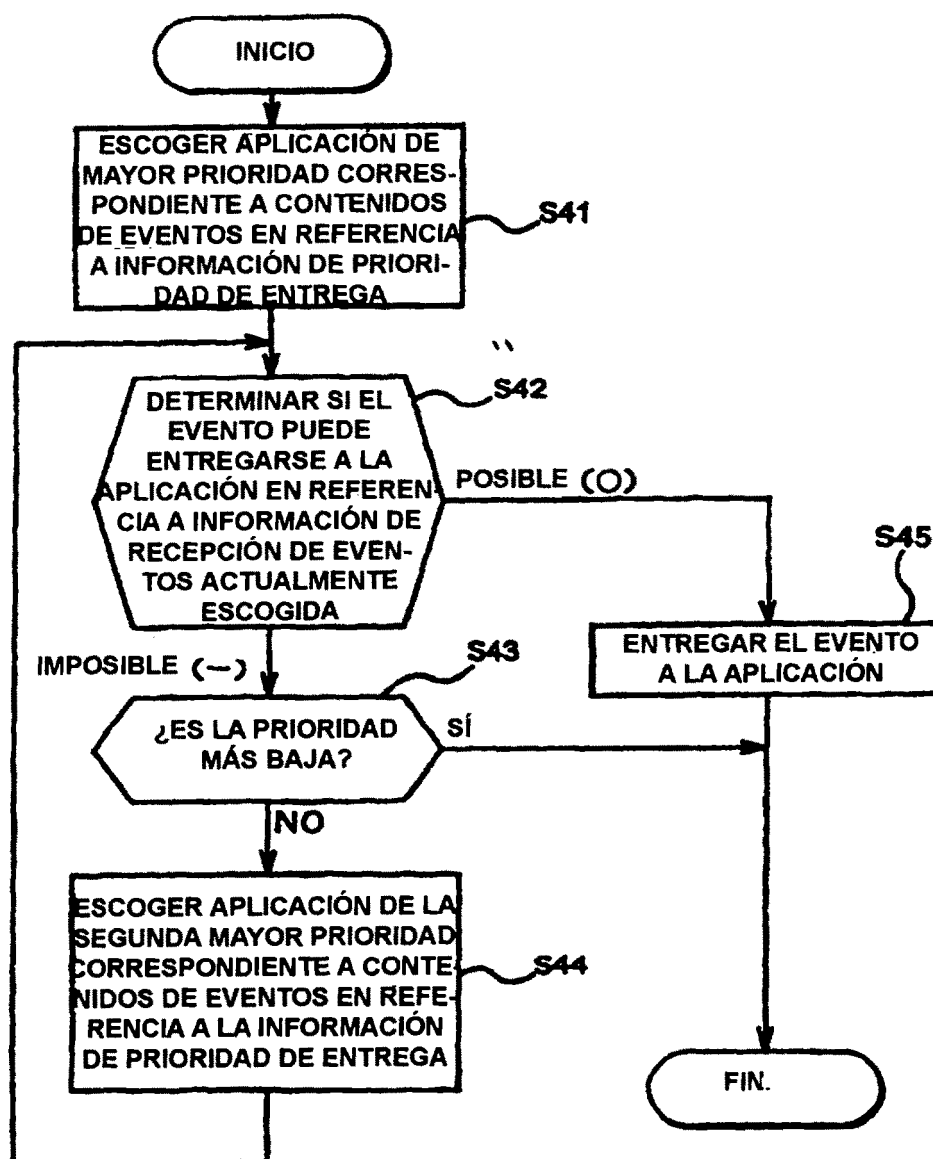 INICIO
ESCOGER APLICACIÓN DE
MAYOR PRIORIDAD CORRES-
PONDIENTE A CONTENIDOS
DE EVENTOS EN REFERENCIA
A INFORMACIÓN DE PRIORI-
DAD DE ENTREGA
S41
DETERMINAR SI EL
EVENTO PUEDE
ENTREGARSE A LA
APLICACIÓN EN REFEREN-
CIA A INFORMACIÓN DE
RECEPCIÓN DE EVEN-
TOS ACTUALMENTE
ESCOGIDA
S42
POSIBLE (O)
S45
ENTREGAR EL EVENTO
A LA APLICACIÓN
IMPOSIBLE (—)
S43
¿ES LA PRIORIDAD
MÁS BAJA?
SÍ
NO
ESCOGER APLICACIÓN DE LA
SEGUNDA MAYOR PRIORIDAD
CORRESPONDIENTE A CONTE-
NIDOS DE EVENTOS EN REFE-
RENCIA A LA INFORMACIÓN
DE PRIORIDAD DE ENTREGA
S44
FIN.